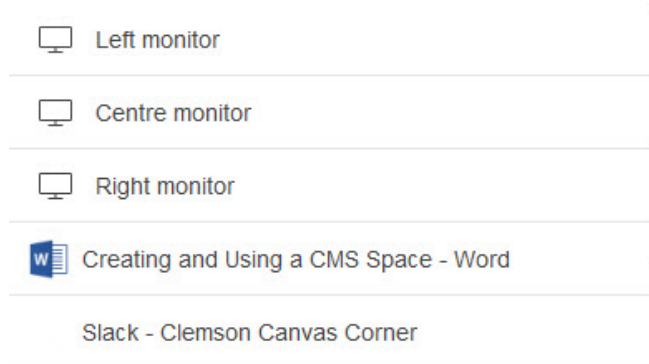 Left monitor
Centre monitor
Right monitor
W Creating and Using a CMS Space - Word
Slack - Clemson Canvas Corner